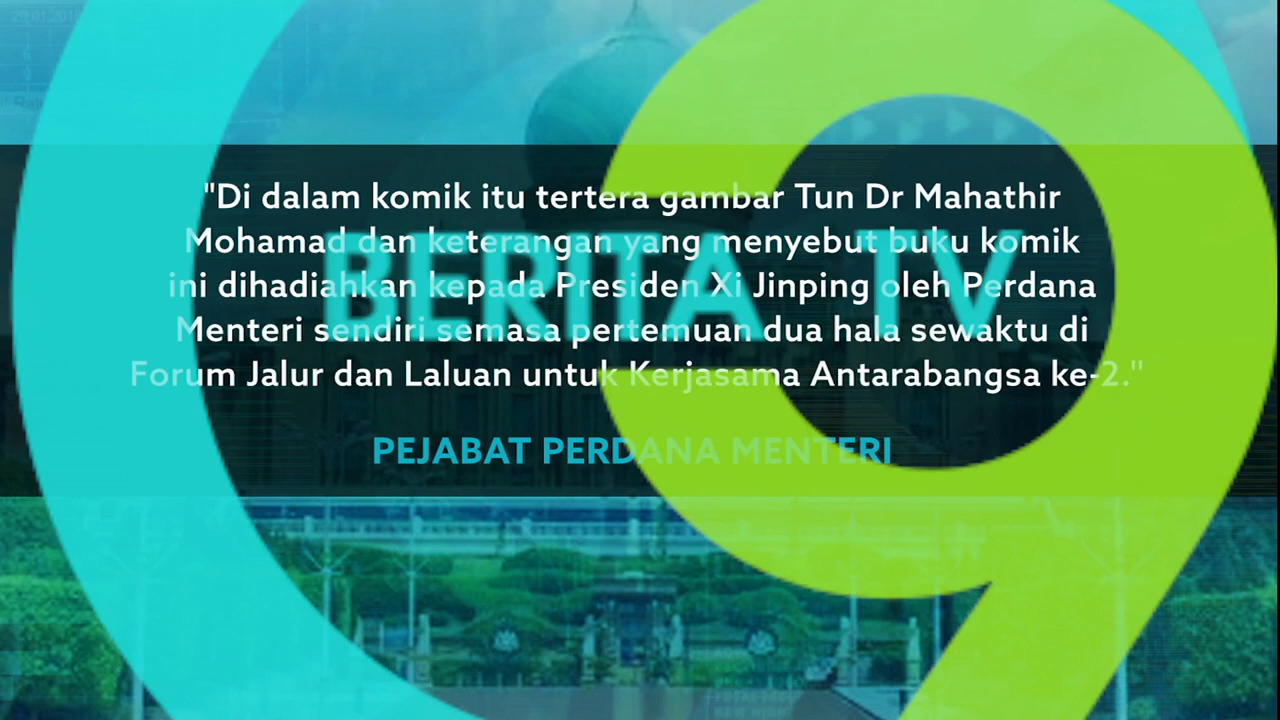 "Di dalam komik itu tertera gambar Tun Dr Mahathir
Mohamad dan keterangan yang menyebut buku komik
ini dihadiahkan kepada Presiden Xi Jinping oleh Perdana
Menteri sendiri semasa pertemuan dua hala sewaktu di
Forum Jalur dan Laluan untuk Kerjasama Antarabangsa ke-2."
PEJABAT PERDANA MENTERI
BERITA TV
9